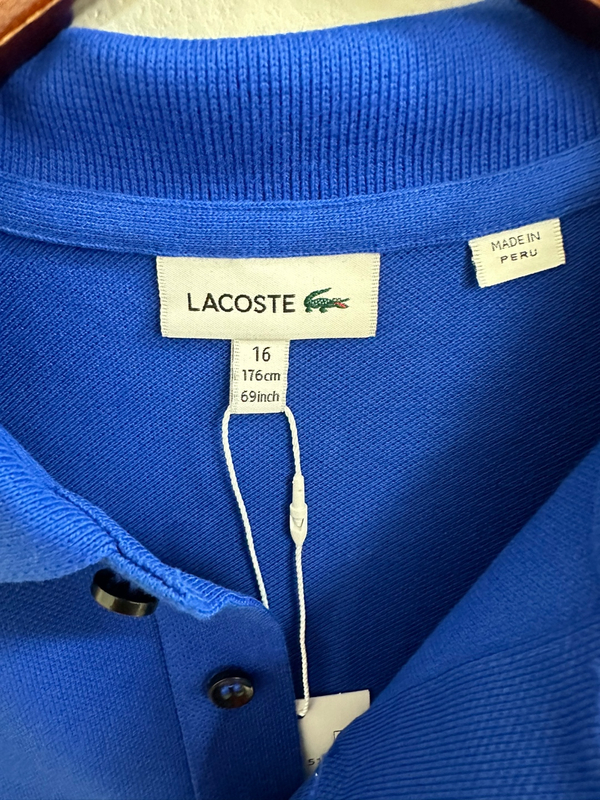 LACOSTE
MADE IN
PERU
16
176cm
69inch